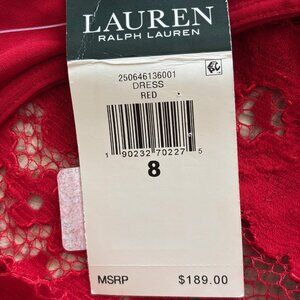 LAUREN
RALPH LAUREN
250646136001
DRESS
RED
1 90232 70227 5
8
MSRP $189.00